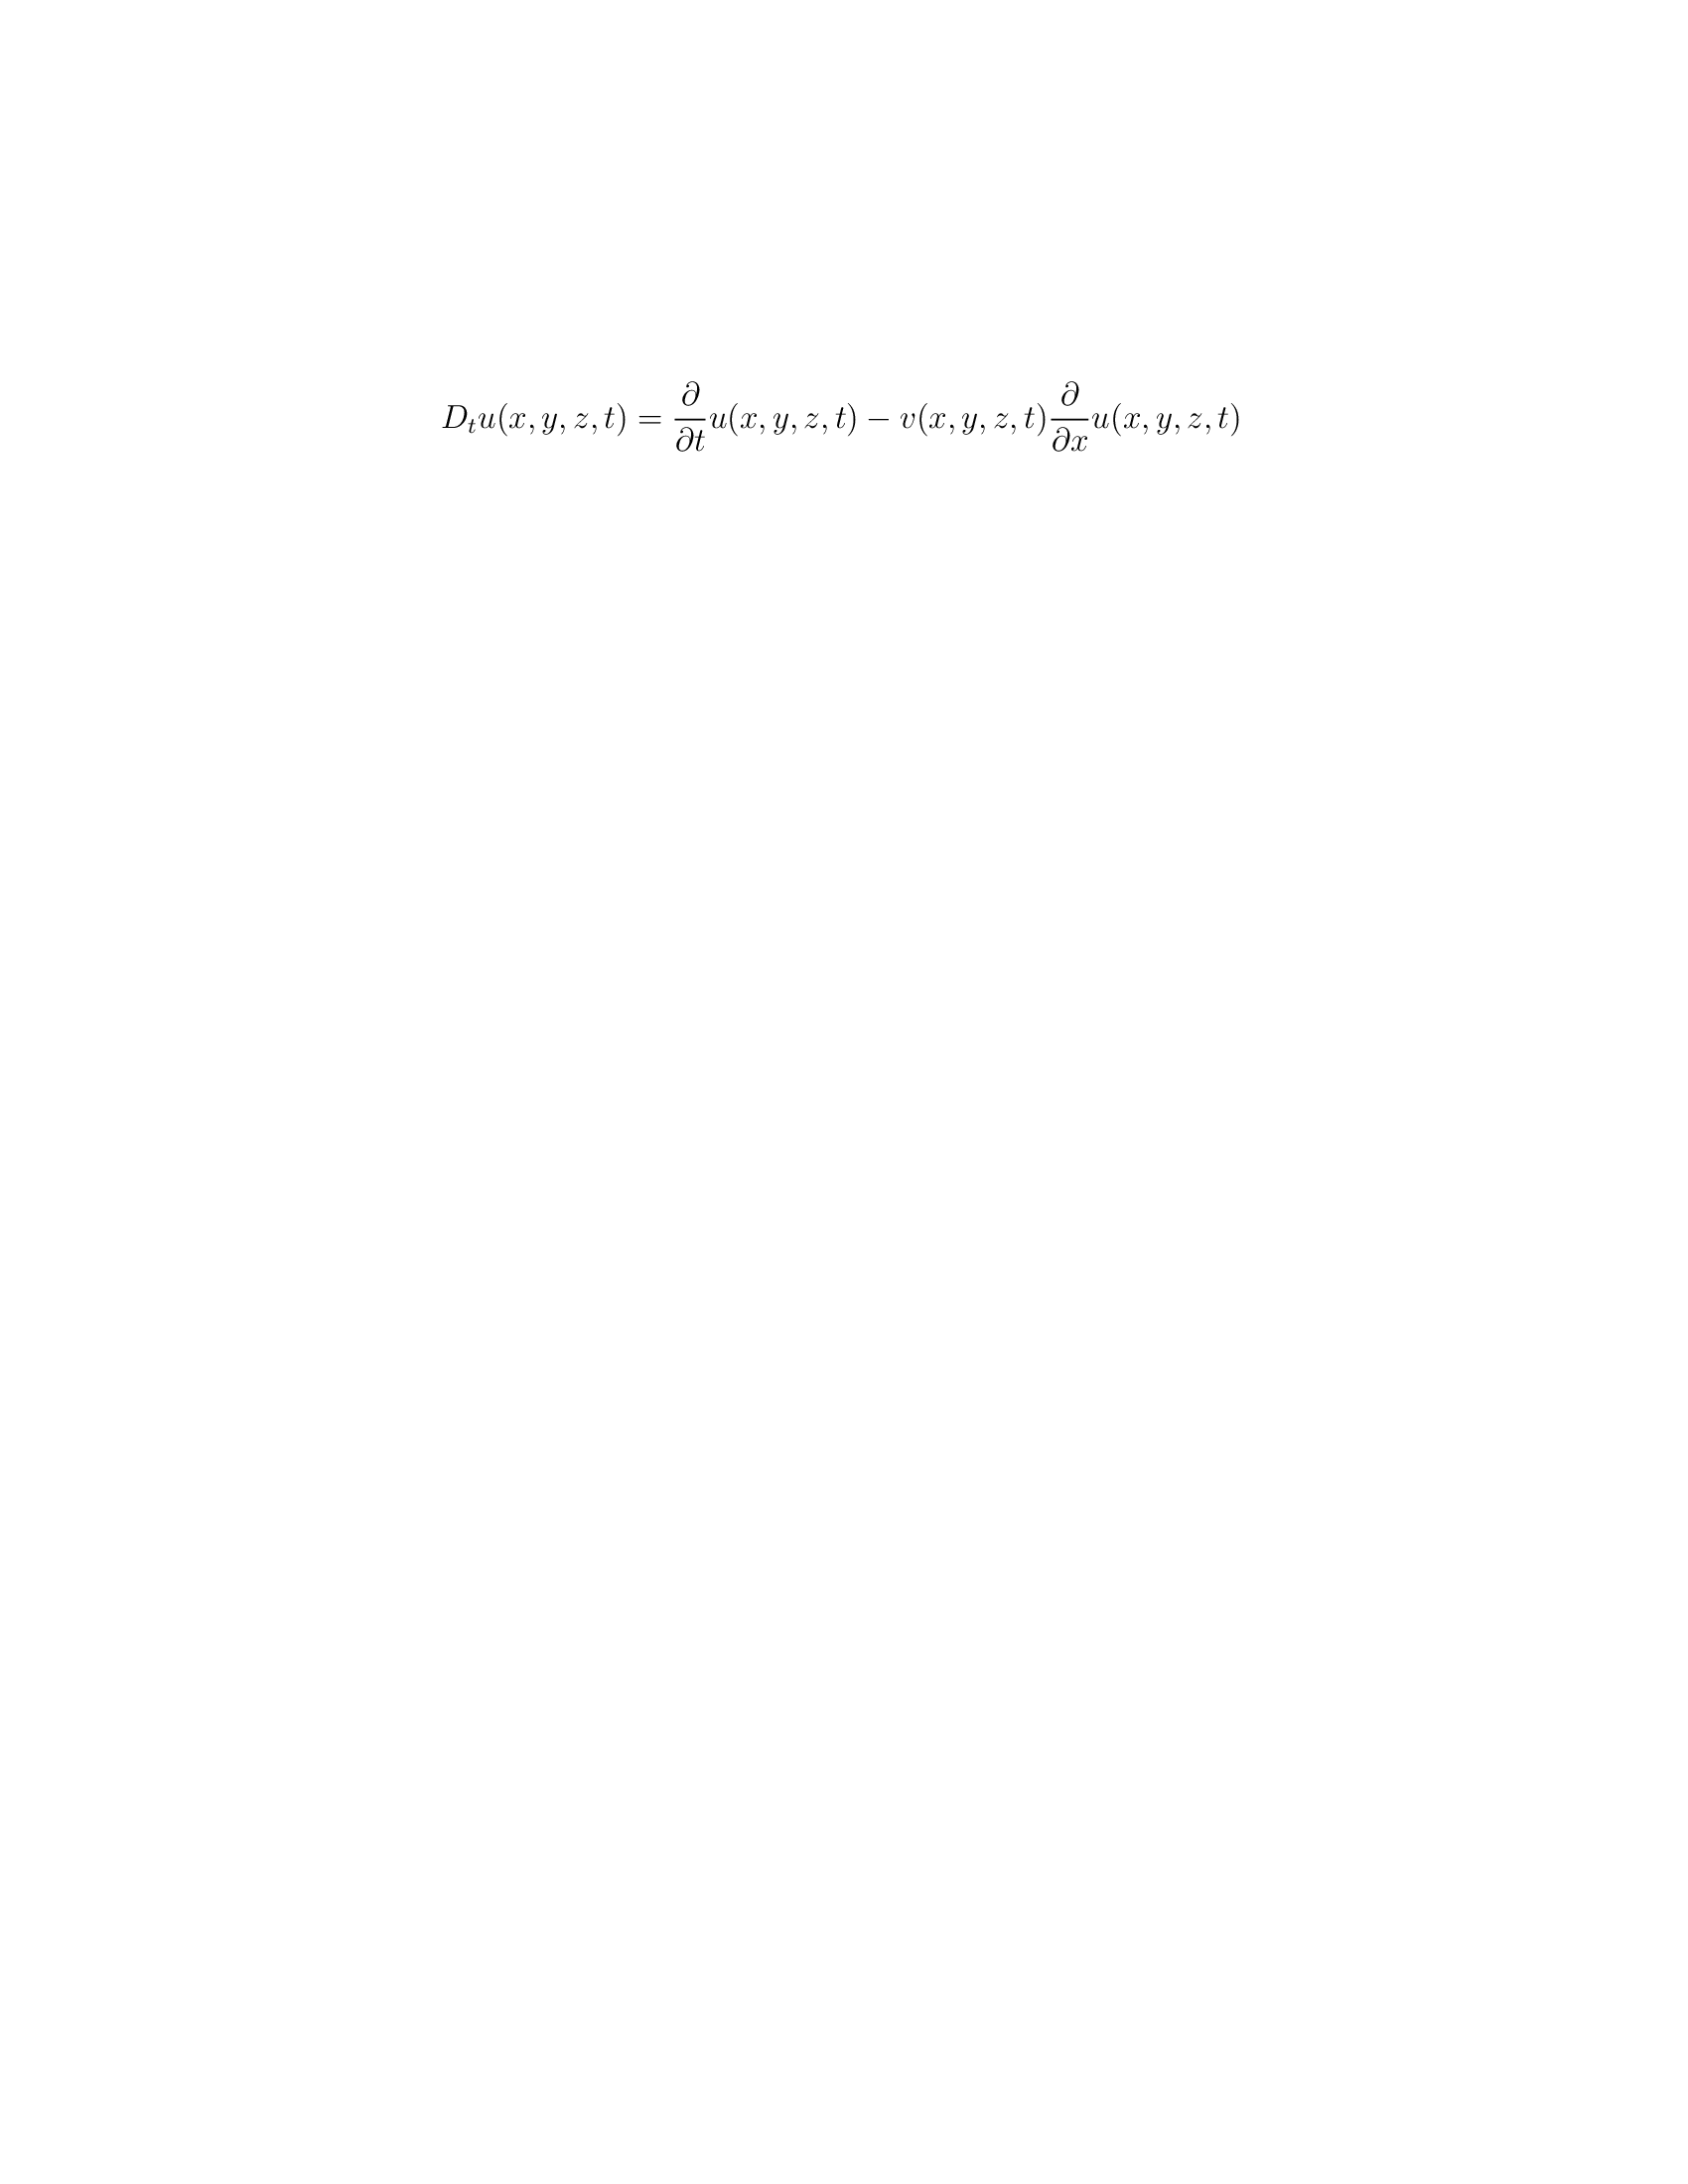 $D_t u(x, y, z, t) = \frac{\partial}{\partial t} u(x, y, z, t) - v(x, y, z, t) \frac{\partial}{\partial x} u(x, y, z, t)$